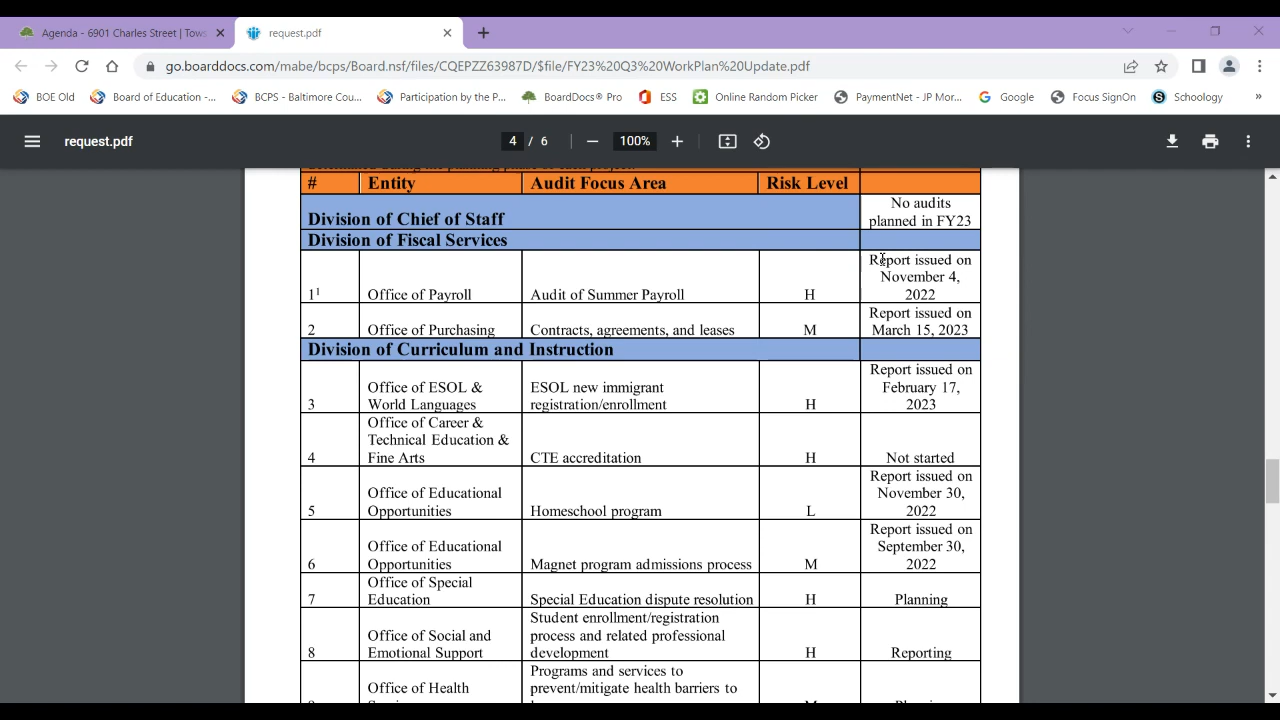 Agenda - 6901 Charles Street | Tows
request.pdf
go.boarddocs.com/mabe/bcps/Board.nsf/files/CQEPZZ63987D/$file/FY23%20Q3%20WorkPlan%20Update.pdf
BOE Old
Board of Education -...
BCPS - Baltimore Cou...
Participation by the P...
BoardDocs® Pro
ESS
Online Random Picker
PaymentNet - JP Mor...
Google
Focus SignOn
Schoology
»
request.pdf
4 / 6
100%
# Entity Audit Focus Area Risk Level
Division of Chief of Staff
No audits
planned in FY23
Division of Fiscal Services
1¹
Office of Payroll
Audit of Summer Payroll
H
Report issued on
November 4,
2022
2
Office of Purchasing
Contracts, agreements, and leases
M
Report issued on
March 15, 2023
Division of Curriculum and Instruction
3
Office of ESOL &
World Languages
ESOL new immigrant
registration/enrollment
H
Report issued on
February 17,
2023
4
Office of Career &
Technical Education &
Fine Arts
CTE accreditation
H
Not started
5
Office of Educational
Opportunities
Homeschool program
L
Report issued on
November 30,
2022
6
Office of Educational
Opportunities
Magnet program admissions process
M
Report issued on
September 30,
2022
7
Office of Special
Education
Special Education dispute resolution
H
Planning
8
Office of Social and
Emotional Support
Student enrollment/registration
process and related professional
development
H
Reporting
Office of Health
Programs and services to
prevent/mitigate health barriers to